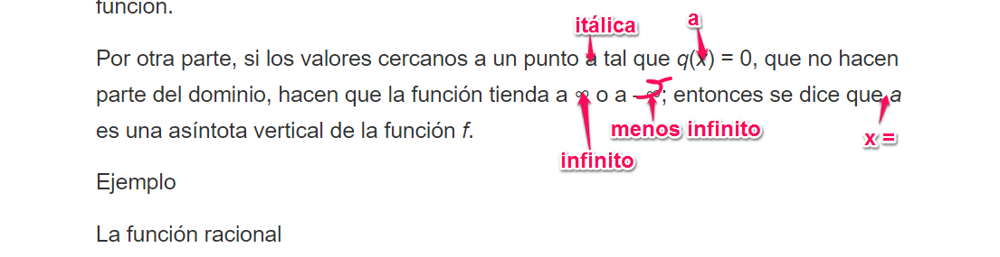 función.
itálica
a
Por otra parte, si los valores cercanos a un punto a tal que q(x) = 0, que no hacen
parte del dominio, hacen que la función tienda a ∞ o a -∞; entonces se dice que a
menos infinito
x =
es una asíntota vertical de la función f.
infinito
Ejemplo
La función racional